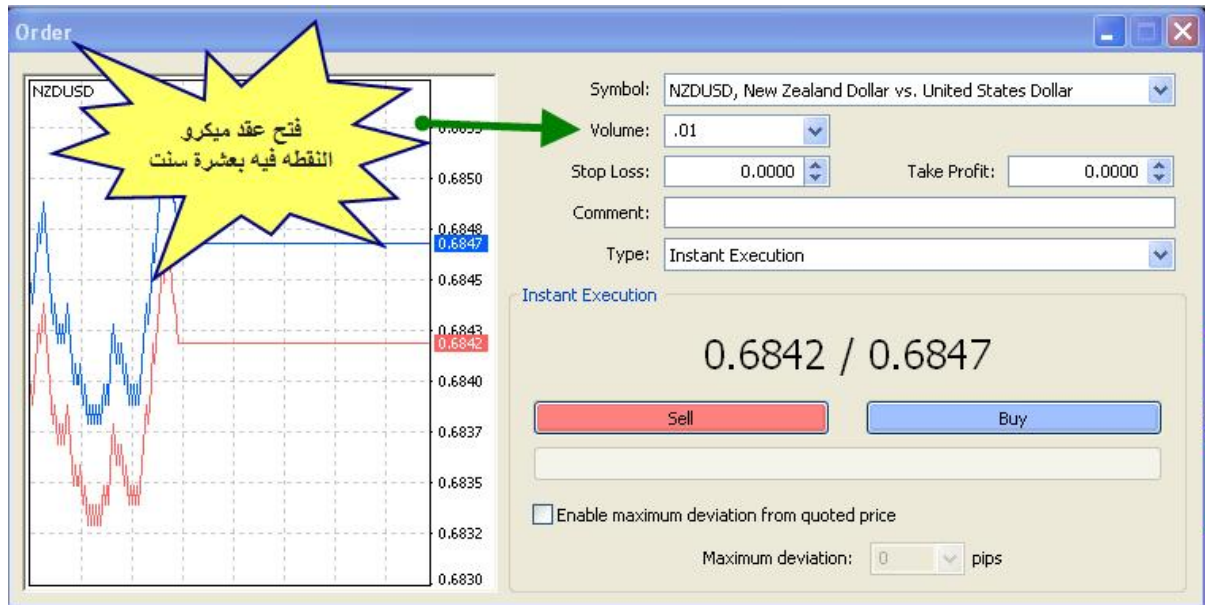 Order
NZDUSD
فتح عقد ميكرو
النقطه فيه بعشرة سنت
0.6850
0.6848
0.6847
0.6845
0.6843
0.6842
0.6840
0.6837
0.6835
0.6832
0.6830
Symbol: NZDUSD, New Zealand Dollar vs. United States Dollar
Volume: .01
Stop Loss: 0.0000 Take Profit: 0.0000
Comment:
Type: Instant Execution
Instant Execution
0.6842 / 0.6847
Sell Buy
Enable maximum deviation from quoted price
Maximum deviation: 0 pips